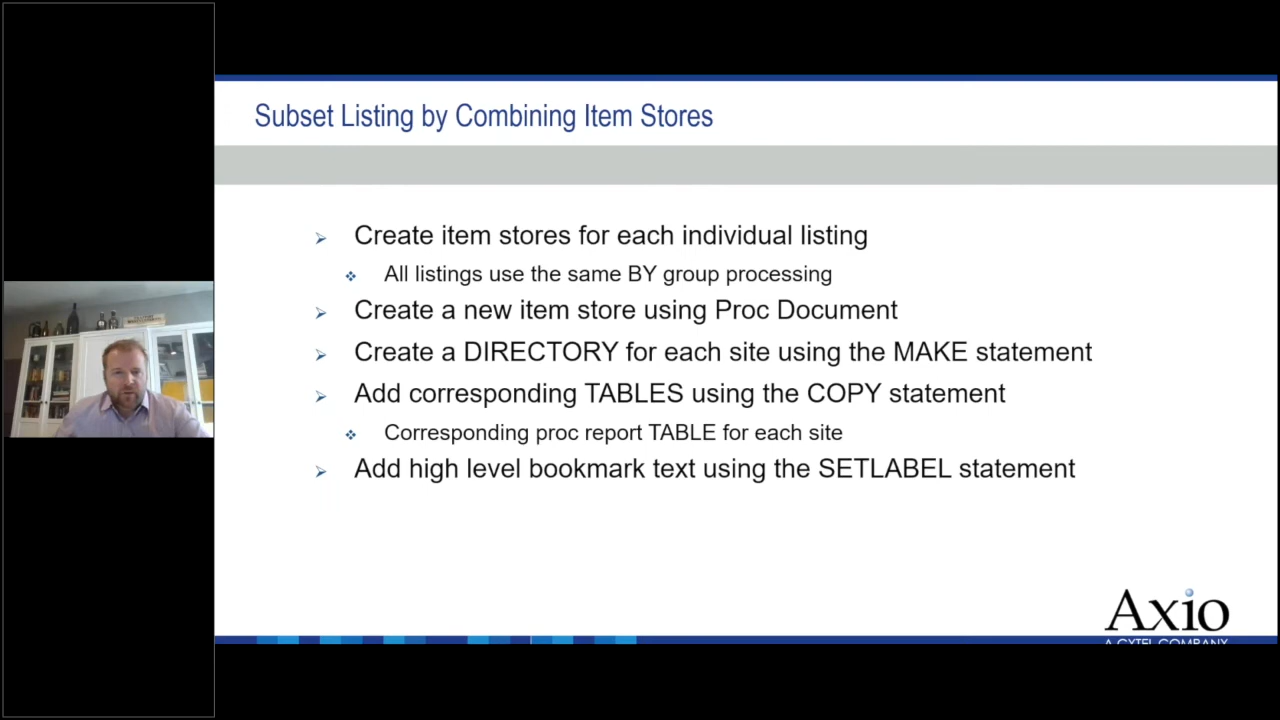 Subset Listing by Combining Item Stores
Create item stores for each individual listing
All listings use the same BY group processing
Create a new item store using Proc Document
Create a DIRECTORY for each site using the MAKE statement
Add corresponding TABLES using the COPY statement
Corresponding proc report TABLE for each site
Add high level bookmark text using the SETLABEL statement
Axio
A CYTEL COMPANY